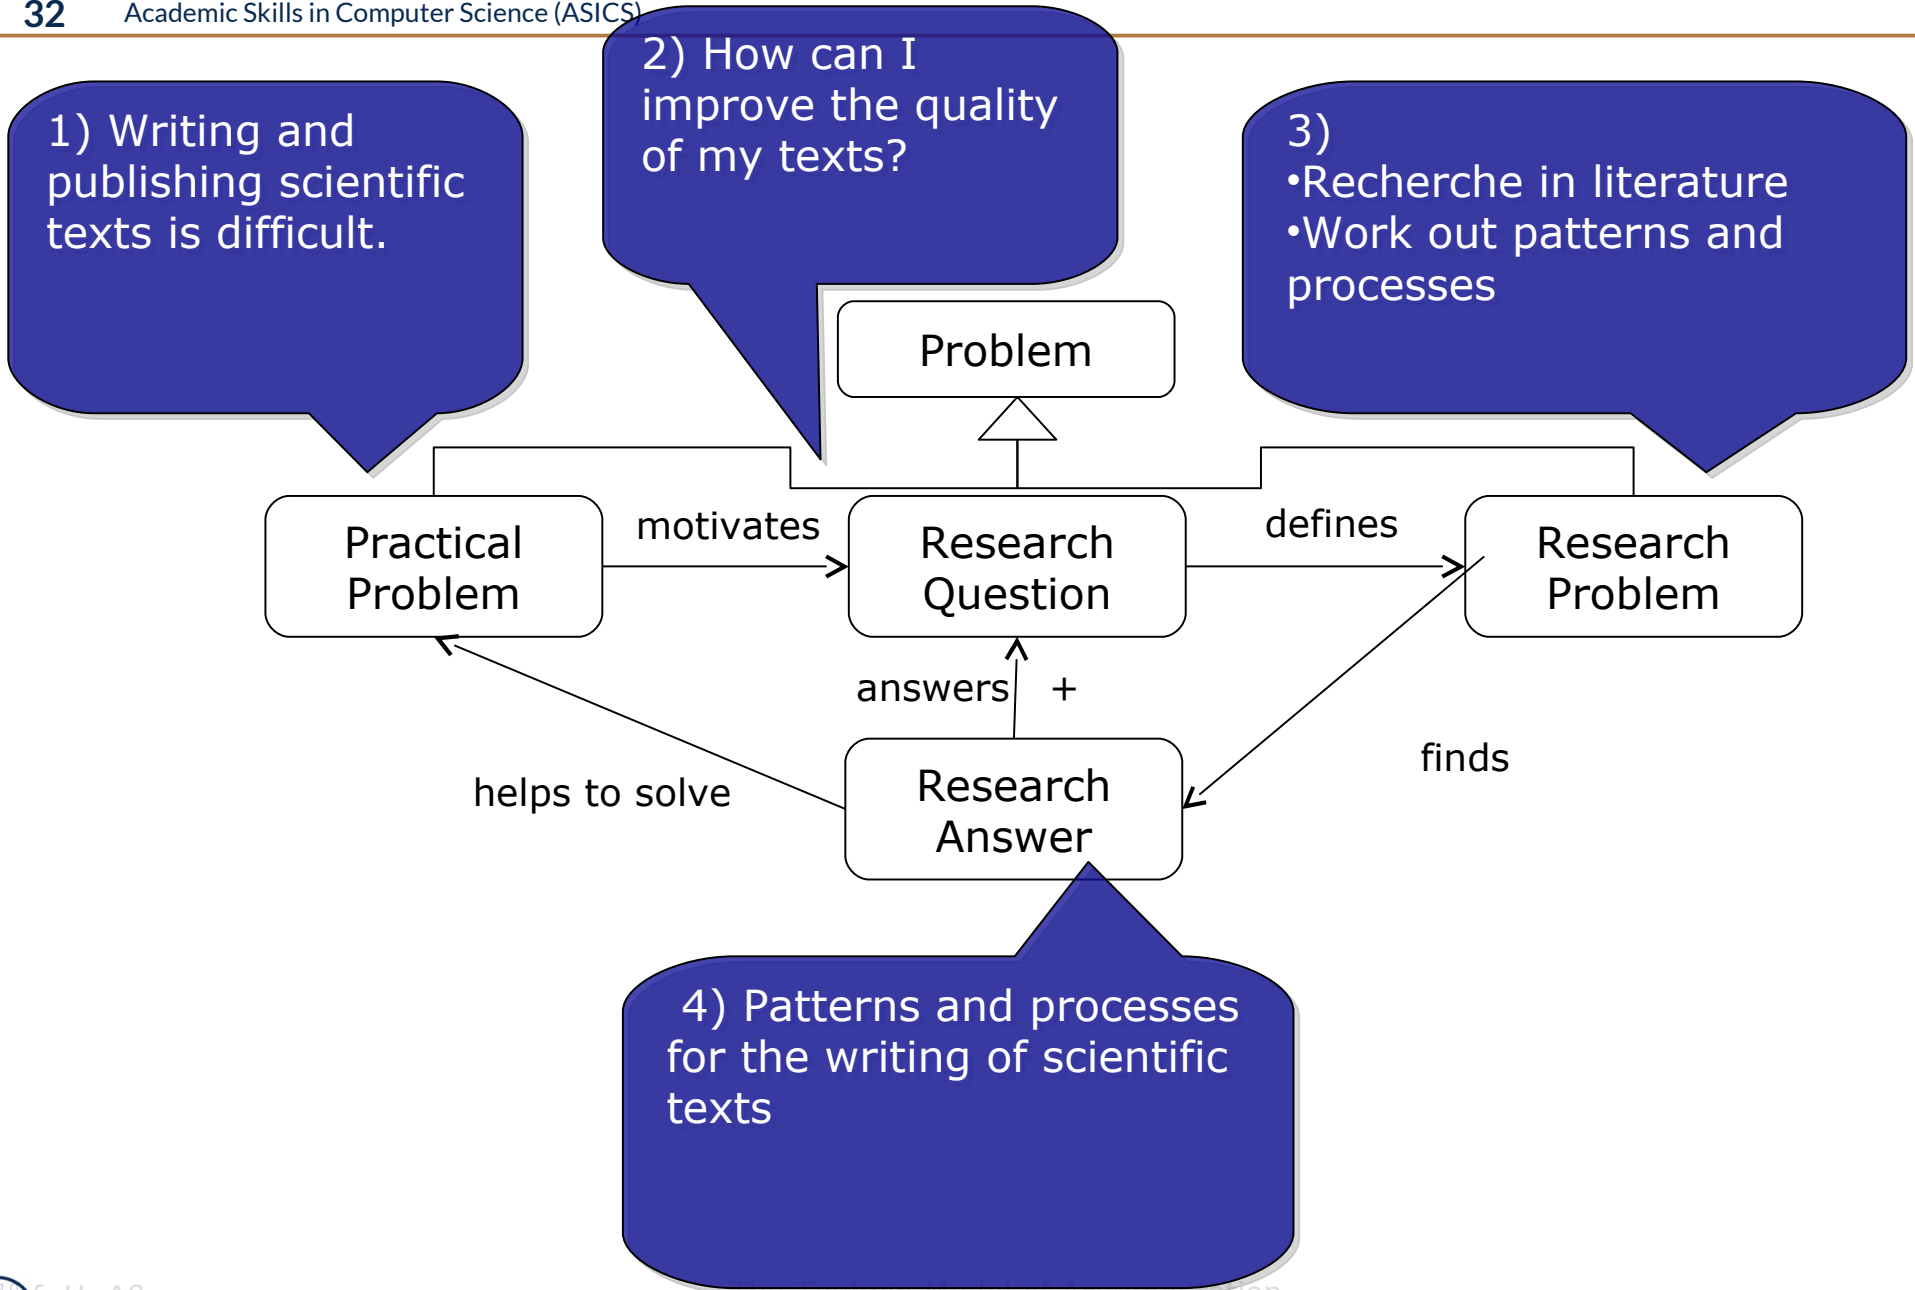 32 Academic Skills in Computer Science (ASICS)
1) Writing and
publishing scientific
texts is difficult.
2) How can I
improve the quality
of my texts?
3)
•Recherche in literature
•Work out patterns and
processes
Problem
Practical
Problem
motivates
Research
Question
defines
Research
Problem
answers +
helps to solve
finds
Research
Answer
4) Patterns and processes
for the writing of scientific
texts